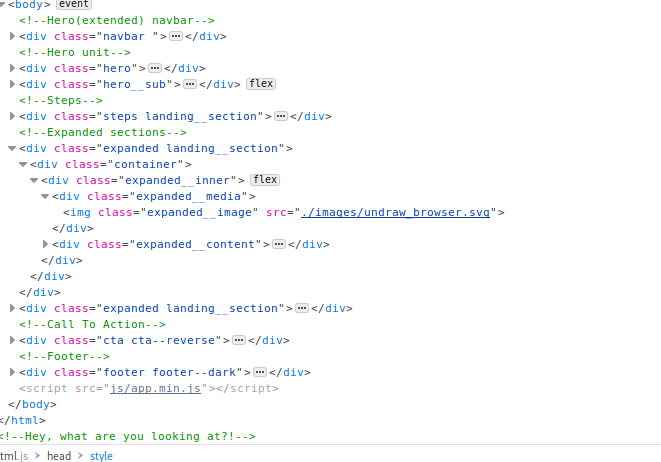 <body> event
<!--Hero(extended) navbar-->
<div class="navbar "> ••• </div>
<!--Hero unit-->
<div class="hero"> ••• </div>
<div class="hero__sub"> ••• </div> flex
<!--Steps-->
<div class="steps landing__section"> ••• </div>
<!--Expanded sections-->
<div class="expanded landing__section">
<div class="container">
<div class="expanded__inner"> flex
<div class="expanded__media">
<img class="expanded__image" src="./images/undraw_browser.svg">
</div>
<div class="expanded__content"> ••• </div>
</div>
</div>
</div>
<div class="expanded landing__section"> ••• </div>
<!--Call To Action-->
<div class="cta cta--reverse"> ••• </div>
<!--Footer-->
<div class="footer footer--dark"> ••• </div>
<script src="js/app.min.js"></script>
</body>
</html>
<!--Hey, what are you looking at?!-->
tml.js > head > style